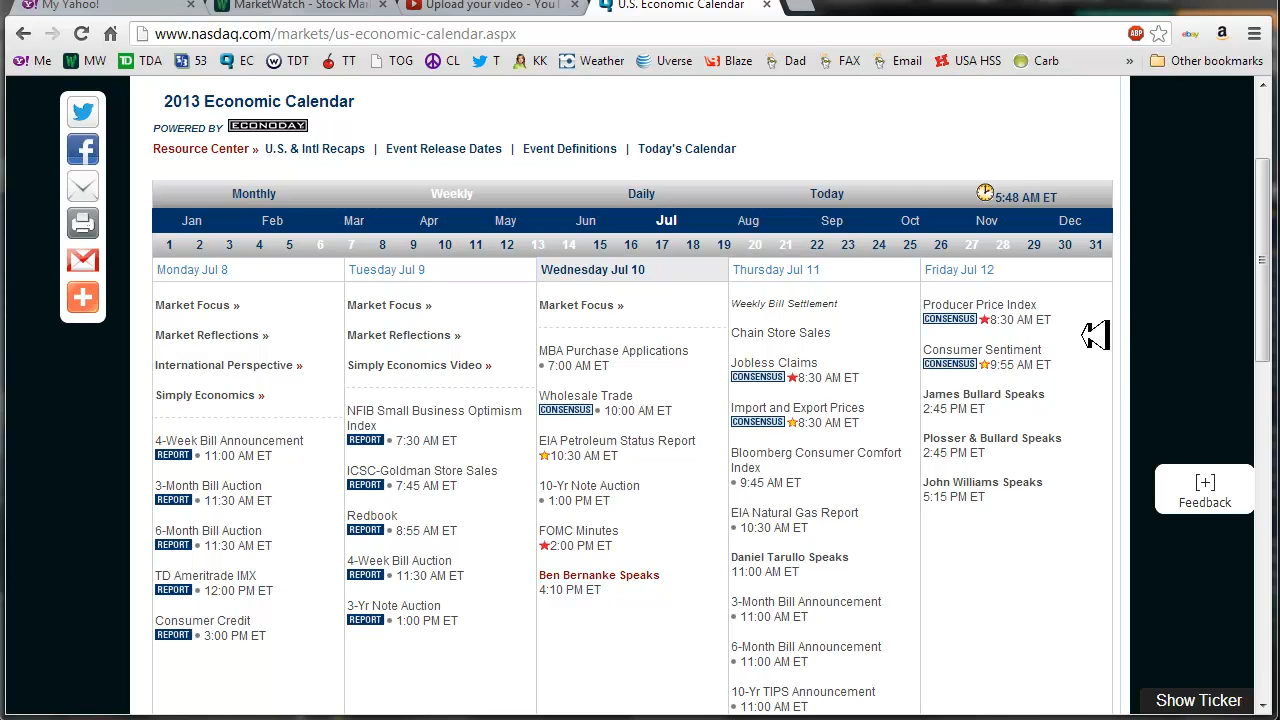 My Yahoo!
MarketWatch - Stock Mar
Upload your video - YouT
U.S. Economic Calendar
www.nasdaq.com/markets/us-economic-calendar.aspx
ABP
ebay
a
Y! Me
W MW
TD TDA
53 53
EC
W TDT
TT
TOG
CL
T
KK
Weather
Uverse
Blaze
Dad
FAX
Email
USA HSS
Carb
»
Other bookmarks
2013 Economic Calendar
POWERED BY ECONODAY
Resource Center » U.S. & Intl Recaps | Event Release Dates | Event Definitions | Today's Calendar
Monthly Weekly Daily Today 5:48 AM ET
Jan Feb Mar Apr May Jun Jul Aug Sep Oct Nov Dec
1 2 3 4 5 6 7 8 9 10 11 12 13 14 15 16 17 18 19 20 21 22 23 24 25 26 27 28 29 30 31
Monday Jul 8
Market Focus »
Market Reflections »
International Perspective »
Simply Economics »
4-Week Bill Announcement
REPORT • 11:00 AM ET
3-Month Bill Auction
REPORT • 11:30 AM ET
6-Month Bill Auction
REPORT • 11:30 AM ET
TD Ameritrade IMX
REPORT • 12:00 PM ET
Consumer Credit
REPORT • 3:00 PM ET
Tuesday Jul 9
Market Focus »
Market Reflections »
Simply Economics Video »
NFIB Small Business Optimism
Index
REPORT • 7:30 AM ET
ICSC-Goldman Store Sales
REPORT • 7:45 AM ET
Redbook
REPORT • 8:55 AM ET
4-Week Bill Auction
REPORT • 11:30 AM ET
3-Yr Note Auction
REPORT • 1:00 PM ET
Wednesday Jul 10
Market Focus »
MBA Purchase Applications
• 7:00 AM ET
Wholesale Trade
CONSENSUS • 10:00 AM ET
EIA Petroleum Status Report
10:30 AM ET
10-Yr Note Auction
• 1:00 PM ET
FOMC Minutes
2:00 PM ET
Ben Bernanke Speaks
4:10 PM ET
Thursday Jul 11
Weekly Bill Settlement
Chain Store Sales
Jobless Claims
CONSENSUS 8:30 AM ET
Import and Export Prices
CONSENSUS 8:30 AM ET
Bloomberg Consumer Comfort
Index
• 9:45 AM ET
EIA Natural Gas Report
• 10:30 AM ET
Daniel Tarullo Speaks
11:00 AM ET
3-Month Bill Announcement
• 11:00 AM ET
6-Month Bill Announcement
• 11:00 AM ET
10-Yr TIPS Announcement
• 11:00 AM ET
Friday Jul 12
Producer Price Index
CONSENSUS 8:30 AM ET
Consumer Sentiment
CONSENSUS 9:55 AM ET
James Bullard Speaks
2:45 PM ET
Plosser & Bullard Speaks
2:45 PM ET
John Williams Speaks
5:15 PM ET
[+]
Feedback
Show Ticker